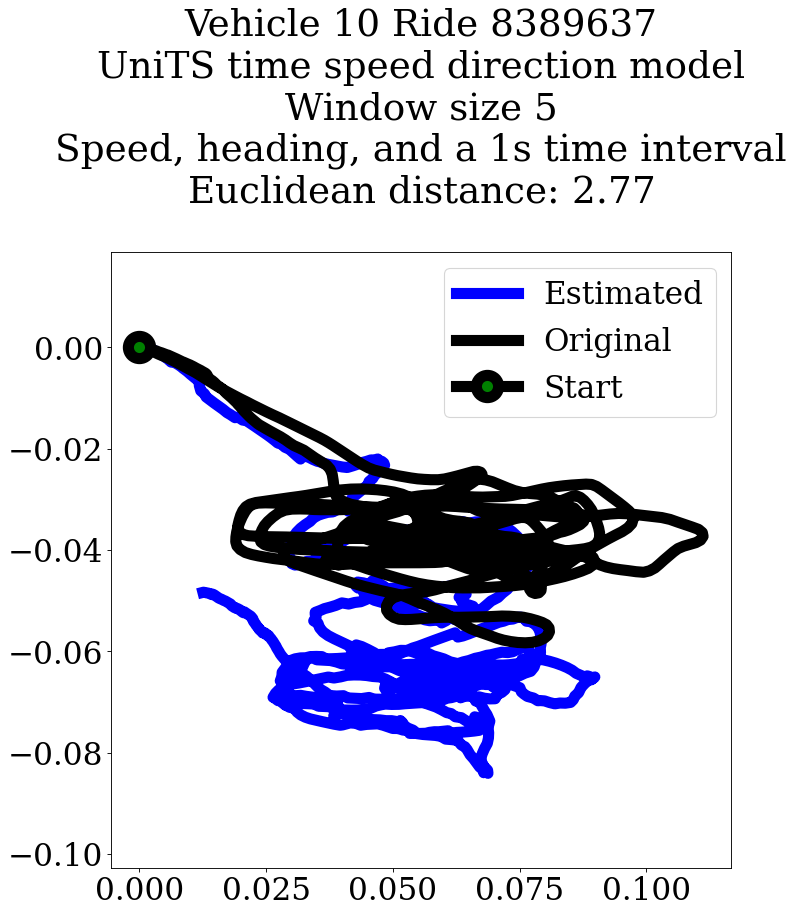 Vehicle 10 Ride 8389637
UniTS time speed direction model
Window size 5
Speed, heading, and a 1s time interval
Euclidean distance: 2.77
Estimated
Original
Start
0.00
−0.02
−0.04
−0.06
−0.08
−0.10
0.000 0.025 0.050 0.075 0.100